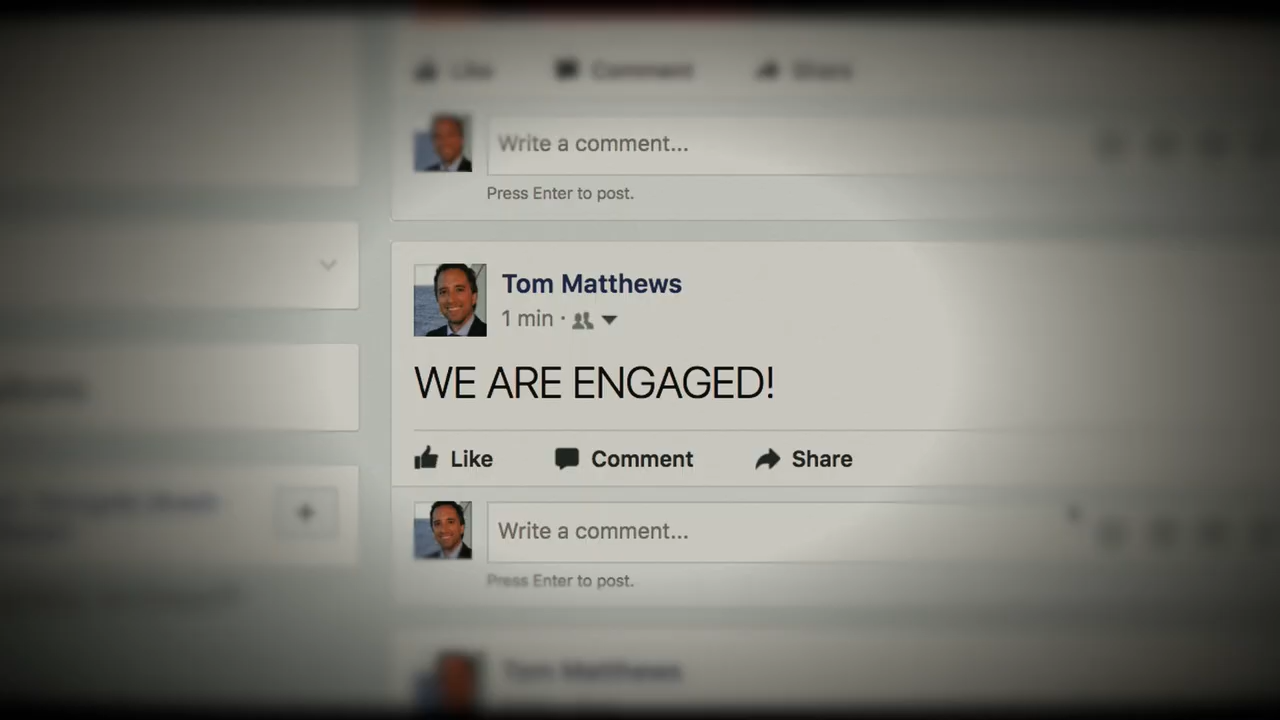 Like Comment Share
Write a comment...
Press Enter to post.
Tom Matthews
1 min ·
WE ARE ENGAGED!
Like Comment Share
Write a comment...
Press Enter to post.
Tom Matthews